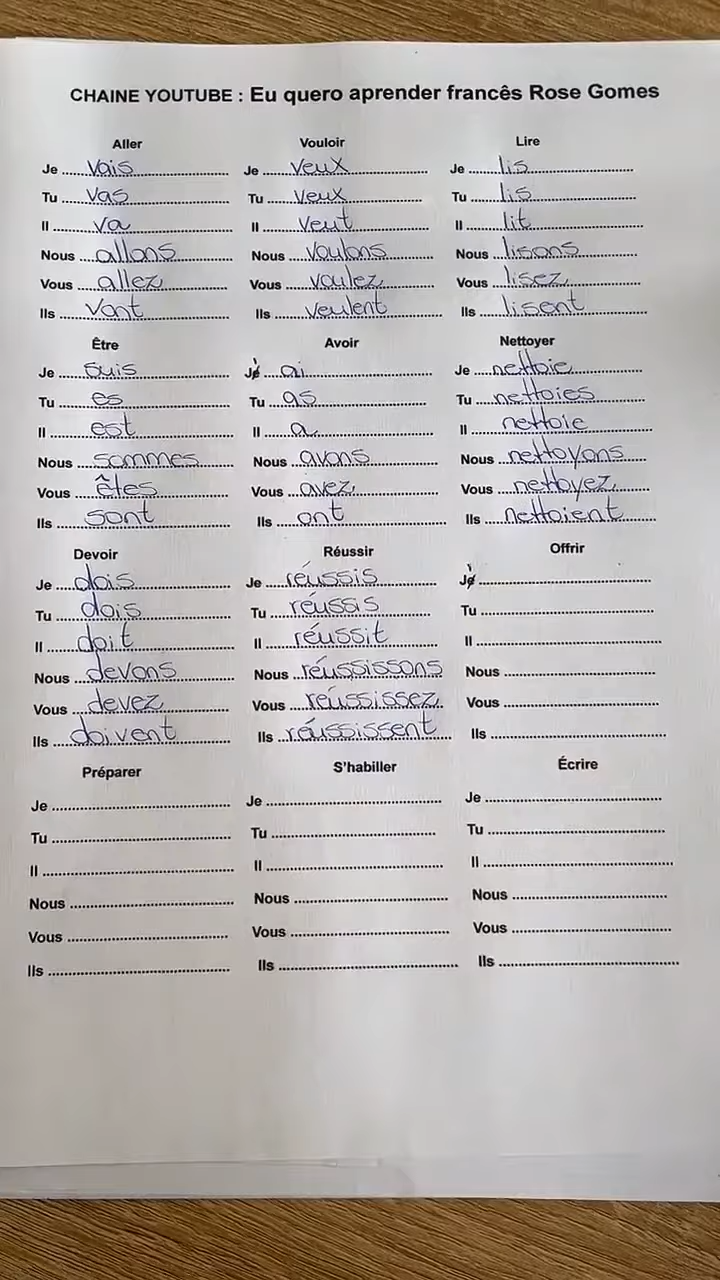 CHAINE YOUTUBE : Eu quero aprender francês Rose Gomes
Aller
Je vais
Tu vas
Il va
Nous allons
Vous allez
Ils vont
Vouloir
Je veux
Tu veux
Il veut
Nous voulons
Vous voulez
Ils veulent
Lire
Je lis
Tu lis
Il lit
Nous lisons
Vous lisez
Ils lisent
Être
Je suis
Tu es
Il est
Nous sommes
Vous êtes
Ils sont
Avoir
J' ai
Tu as
Il a
Nous avons
Vous avez
Ils ont
Nettoyer
Je nettoie
Tu nettoies
Il nettoie
Nous nettoyons
Vous nettoyez
Ils nettoient
Devoir
Je dois
Tu dois
Il doit
Nous devons
Vous devez
Ils doivent
Réussir
Je réussis
Tu réussis
Il réussit
Nous réussissons
Vous réussissez
Ils réussissent
Offrir
J'
Tu
Il
Nous
Vous
Ils
Préparer
Je
Tu
Il
Nous
Vous
Ils
S'habiller
Je
Tu
Il
Nous
Vous
Ils
Écrire
Je
Tu
Il
Nous
Vous
Ils